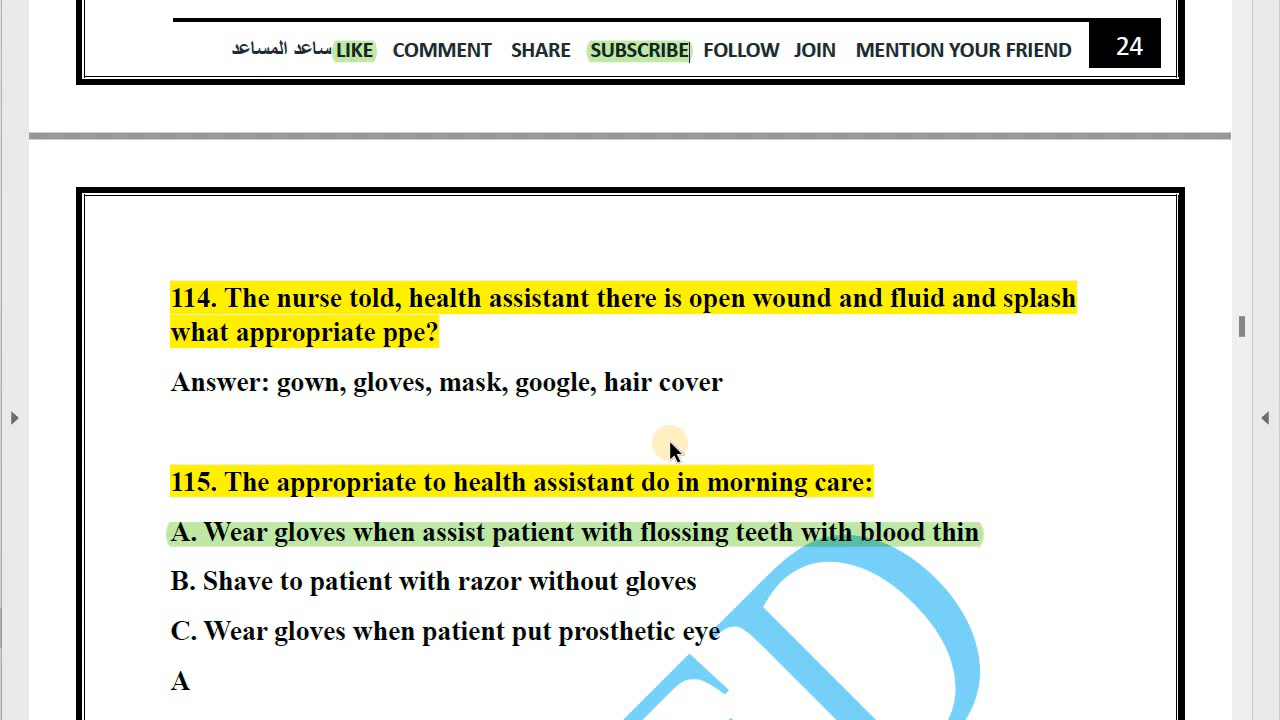 ساعد المساعد LIKE COMMENT SHARE SUBSCRIBE FOLLOW JOIN MENTION YOUR FRIEND 24
114. The nurse told, health assistant there is open wound and fluid and splash
what appropriate ppe?
Answer: gown, gloves, mask, google, hair cover
115. The appropriate to health assistant do in morning care:
A. Wear gloves when assist patient with flossing teeth with blood thin
B. Shave to patient with razor without gloves
C. Wear gloves when patient put prosthetic eye
A